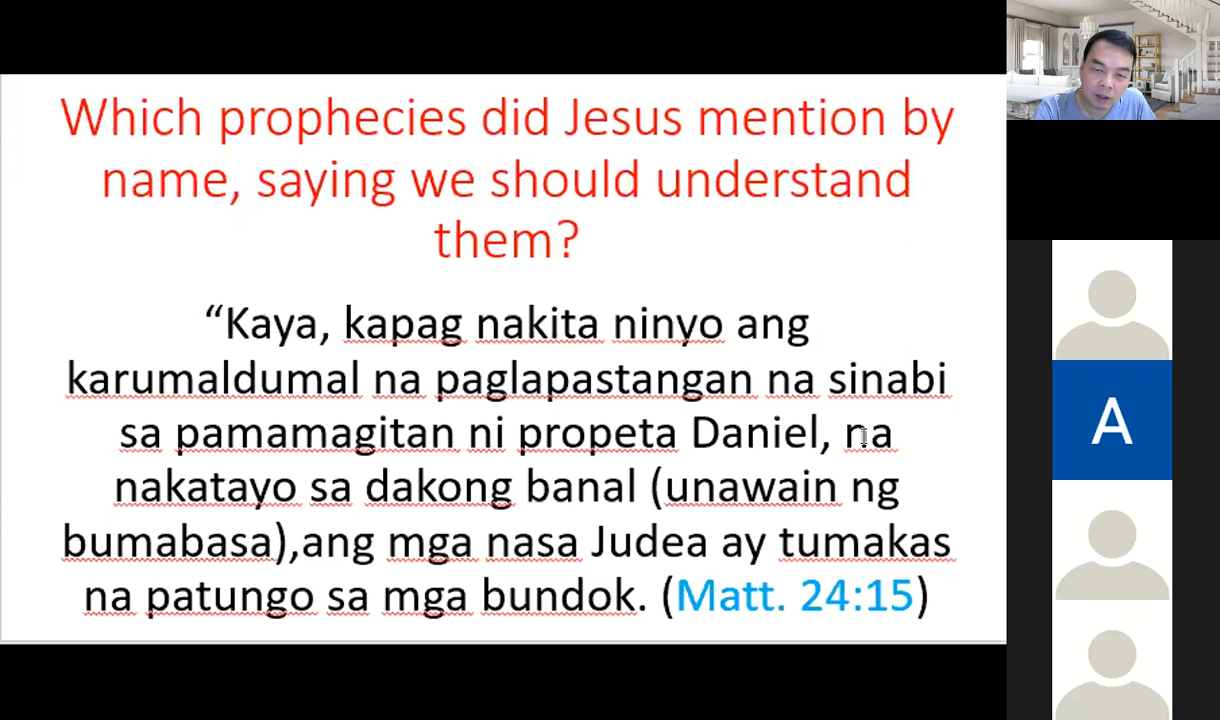 Which prophecies did Jesus mention by
name, saying we should understand
them?
“Kaya, kapag nakita ninyo ang
karumaldumal na paglapastangan na sinabi
sa pamamagitan ni propeta Daniel, na
nakatayo sa dakong banal (unawain ng
bumabasa),ang mga nasa Judea ay tumakas
na patungo sa mga bundok. (Matt. 24:15)
A